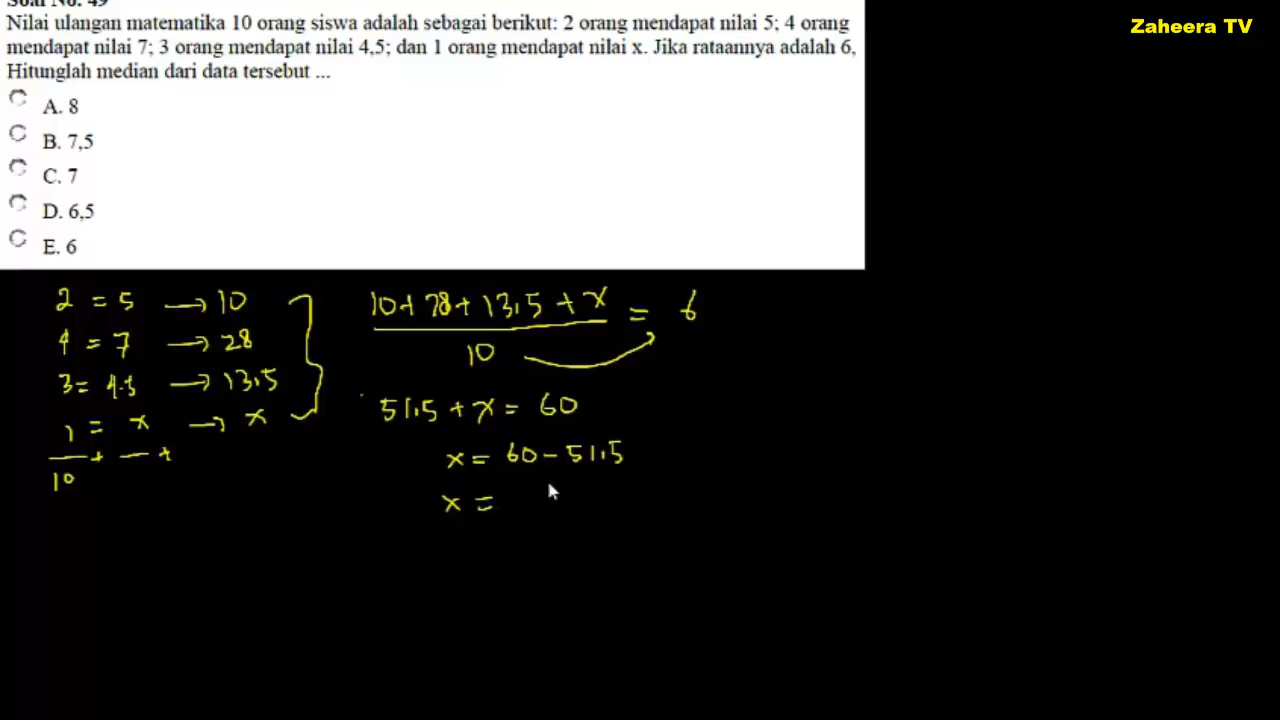 Soal No. 49
Nilai ulangan matematika 10 orang siswa adalah sebagai berikut: 2 orang mendapat nilai 5; 4 orang
mendapat nilai 7; 3 orang mendapat nilai 4,5; dan 1 orang mendapat nilai x. Jika rataannya adalah 6,
Hitunglah median dari data tersebut ...
A. 8
B. 7,5
C. 7
D. 6,5
E. 6
Zaheera TV
2 = 5 → 10
4 = 7 → 28
3 = 4.5 → 13,5
1 = x → x
+ +
10
10 + 28 + 13,5 + x = 6
10
51,5 + x = 60
x = 60 - 51,5
x =